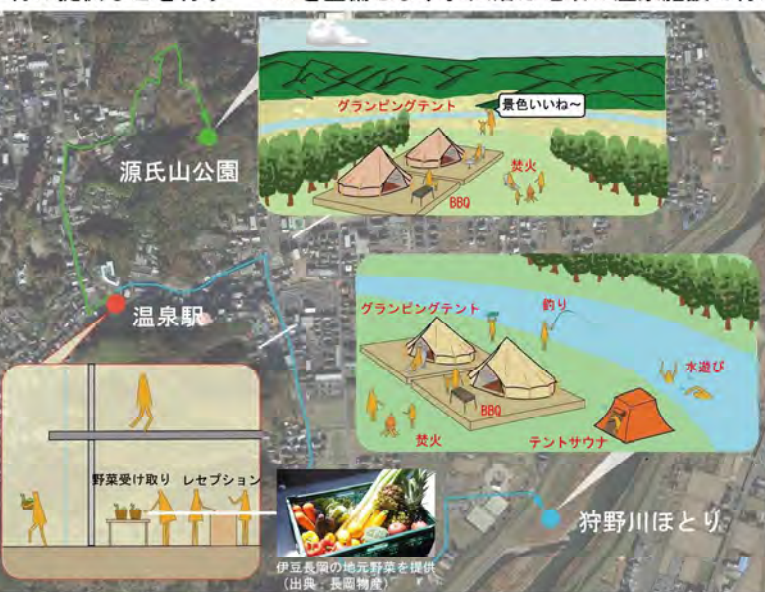 グランピングテント
景色いいね～
源氏山公園
焚火
BBQ
グランピングテント
釣り
温泉駅
水遊び
BBQ
焚火
テントサウナ
野菜受け取り
レセプション
狩野川ほとり
伊豆長岡の地元野菜を提供
（出典：長岡物産）